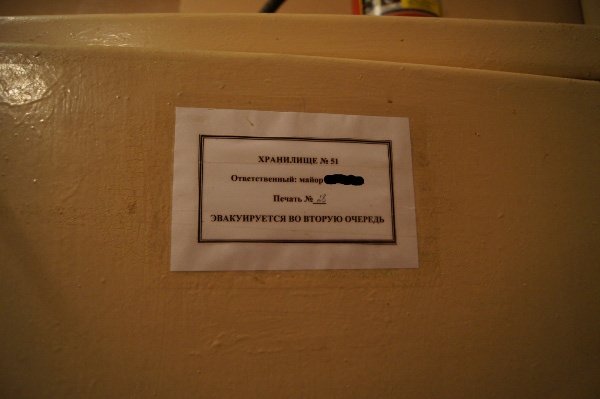 ХРАНИЛИЩЕ № 51
Ответственный: майор
Печать №
ЭВАКУИРУЕТСЯ ВО ВТОРУЮ ОЧЕРЕДЬ